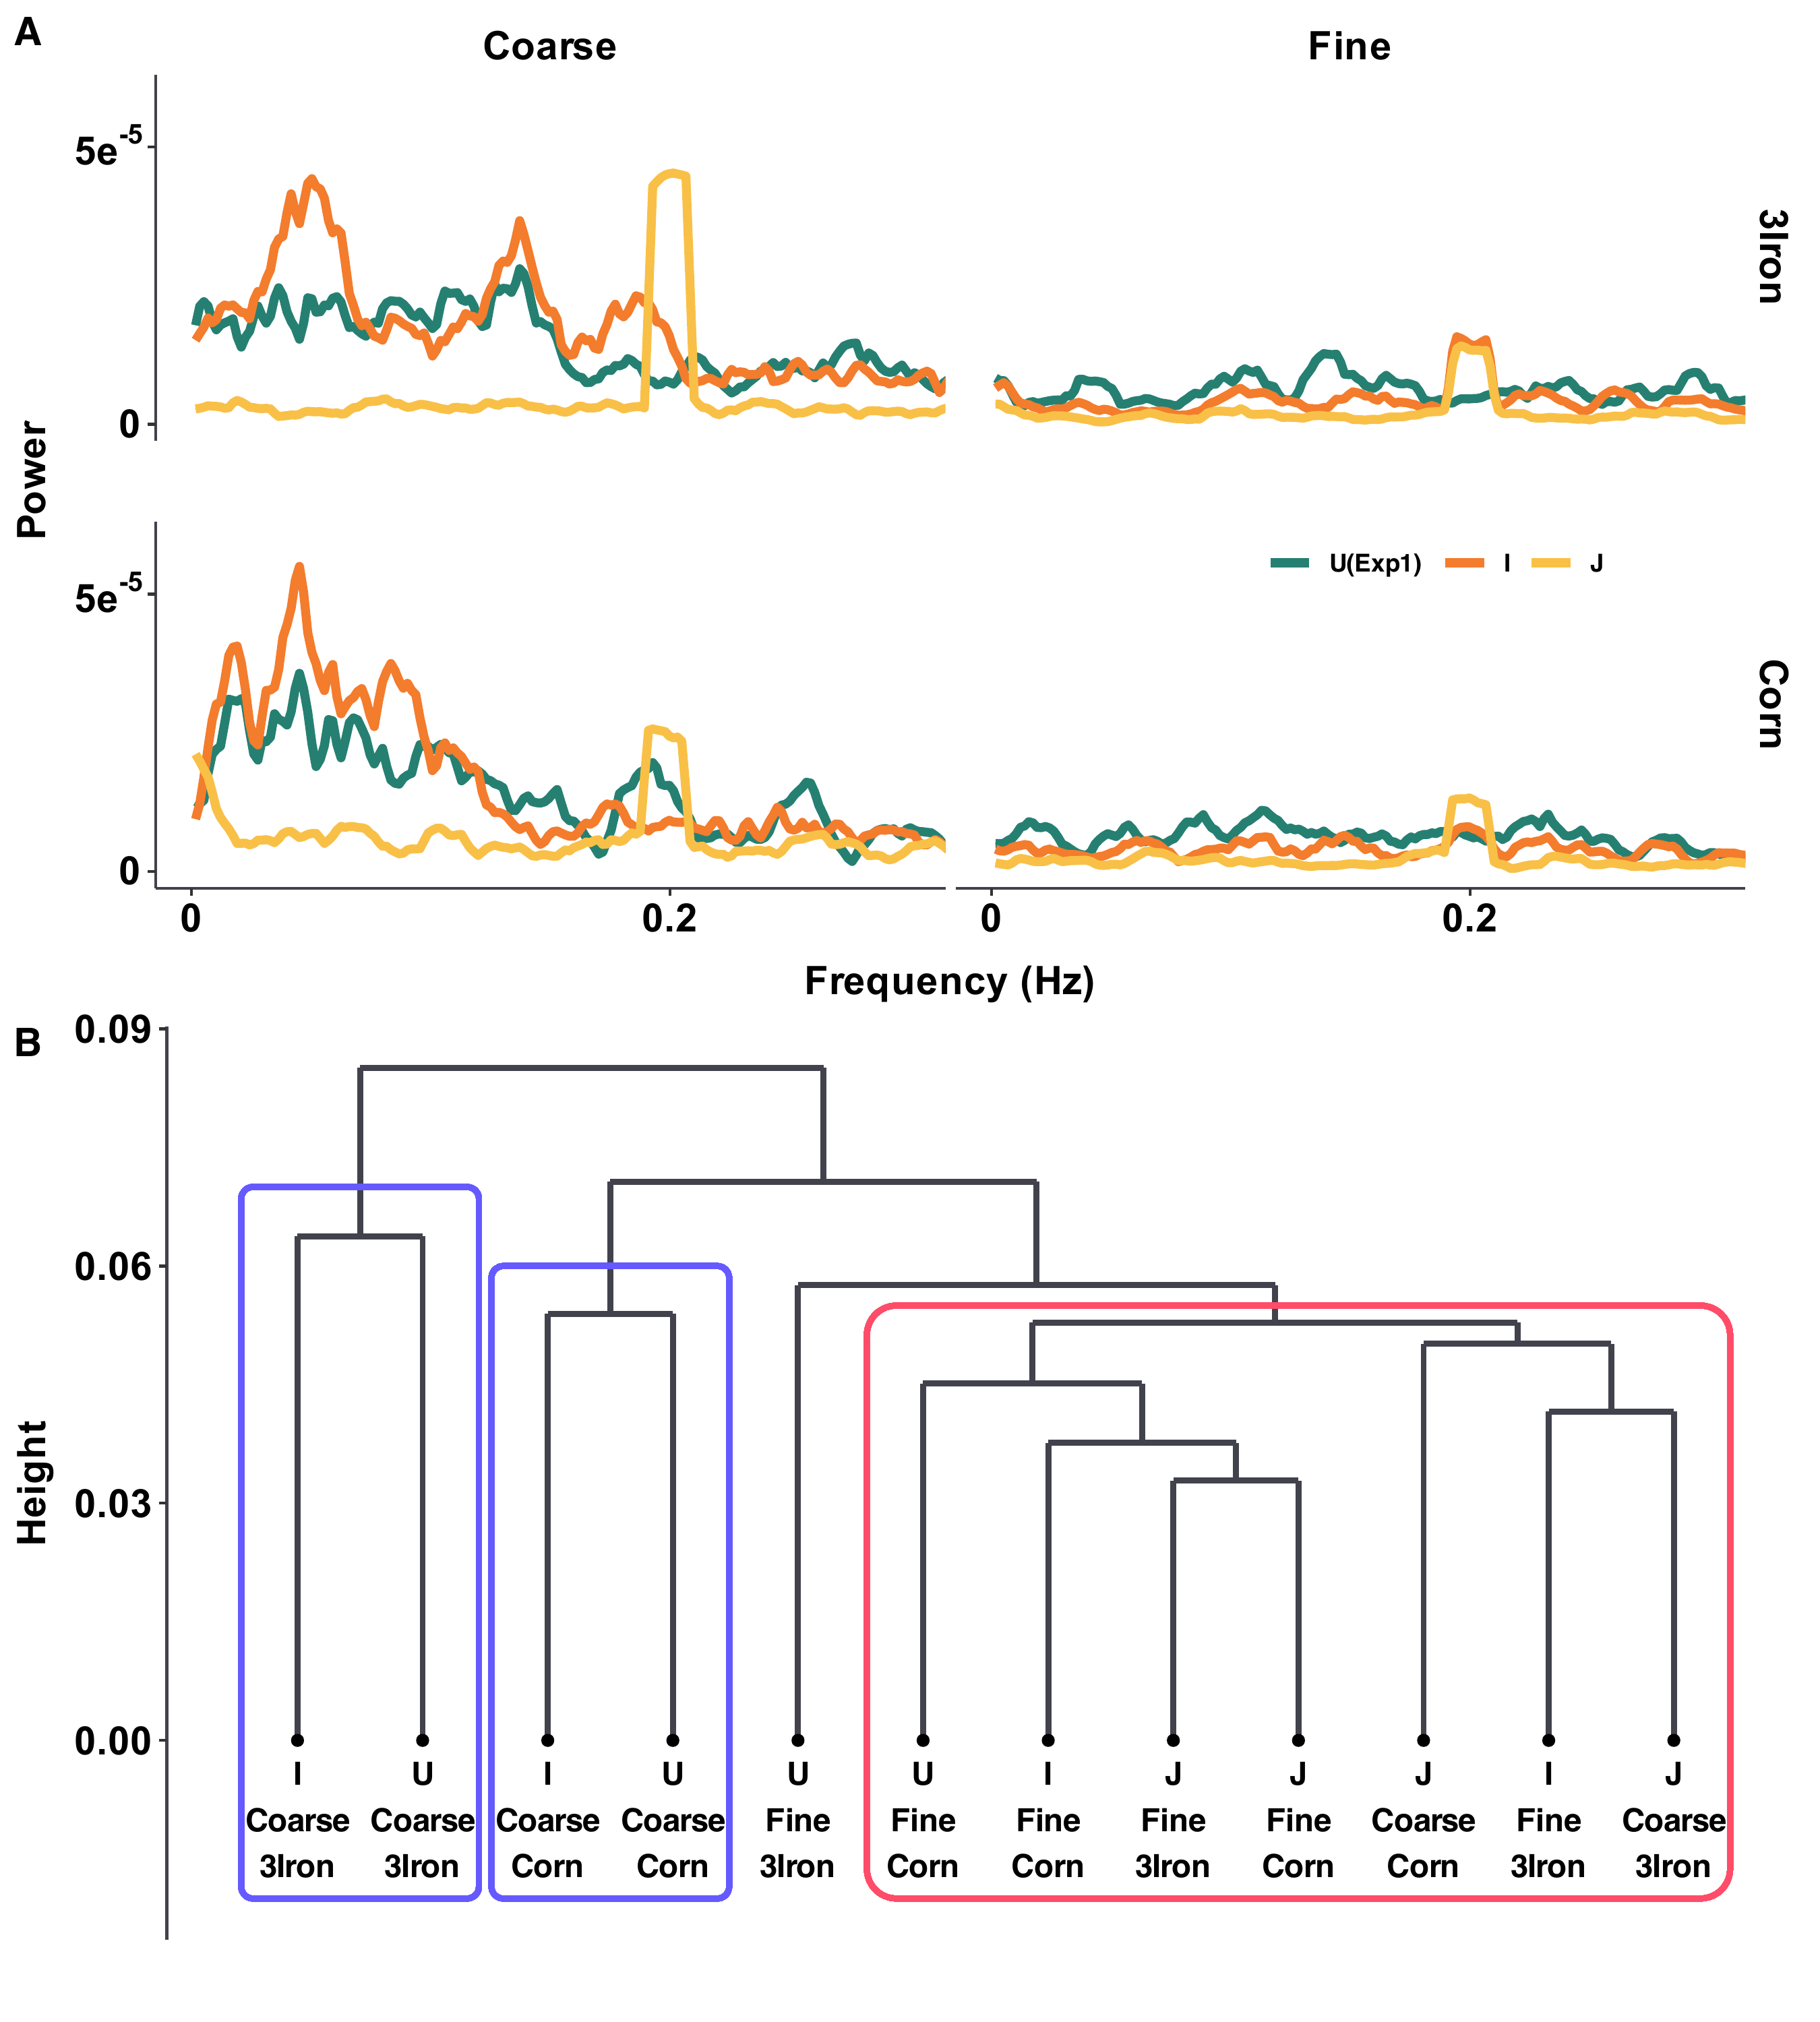 A
Coarse
Fine
5e-5
0
3Iron
Power
U(Exp1) I J
5e-5
0
Corn
0 0.2 0 0.2
Frequency (Hz)
B
0.09
0.06
0.03
0.00
Height
I U I U U U I J J J I J
Coarse Coarse Coarse Coarse Fine Fine Fine Fine Fine Coarse Fine Coarse
3Iron 3Iron Corn Corn 3Iron Corn Corn 3Iron Corn Corn 3Iron 3Iron